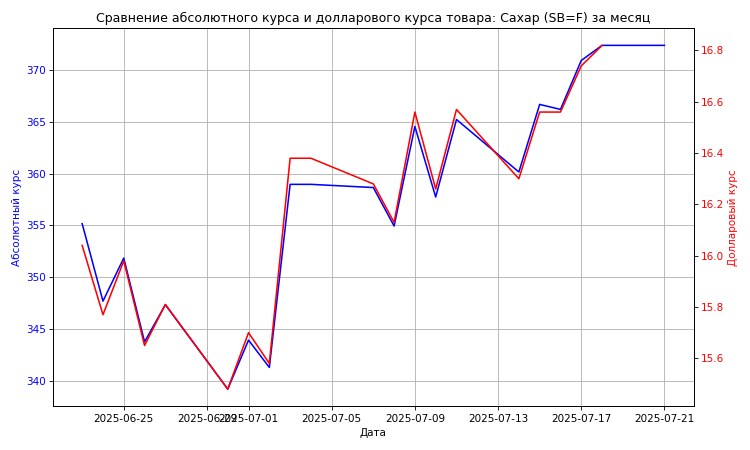 Сравнение абсолютного курса и долларового курса товара: Сахар (SB=F) за месяц
Абсолютный курс
370
365
360
355
350
345
340
16.8
16.6
16.4
16.2
16.0
15.8
15.6
Долларовый курс
2025-06-25 2025-06-29 2025-07-01 2025-07-05 2025-07-09 2025-07-13 2025-07-17 2025-07-21
Дата